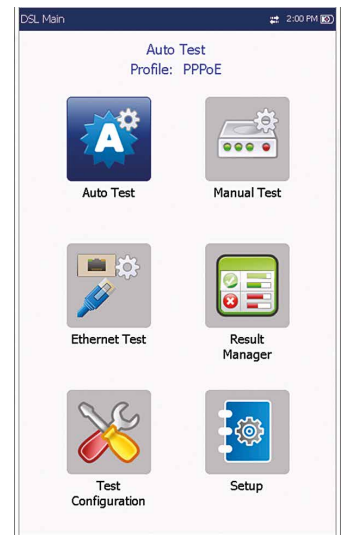 DSL Main 2:00 PM
Auto Test
Profile: PPPoE
A
Auto Test Manual Test
Ethernet Test Result
Manager
Test Setup
Configuration